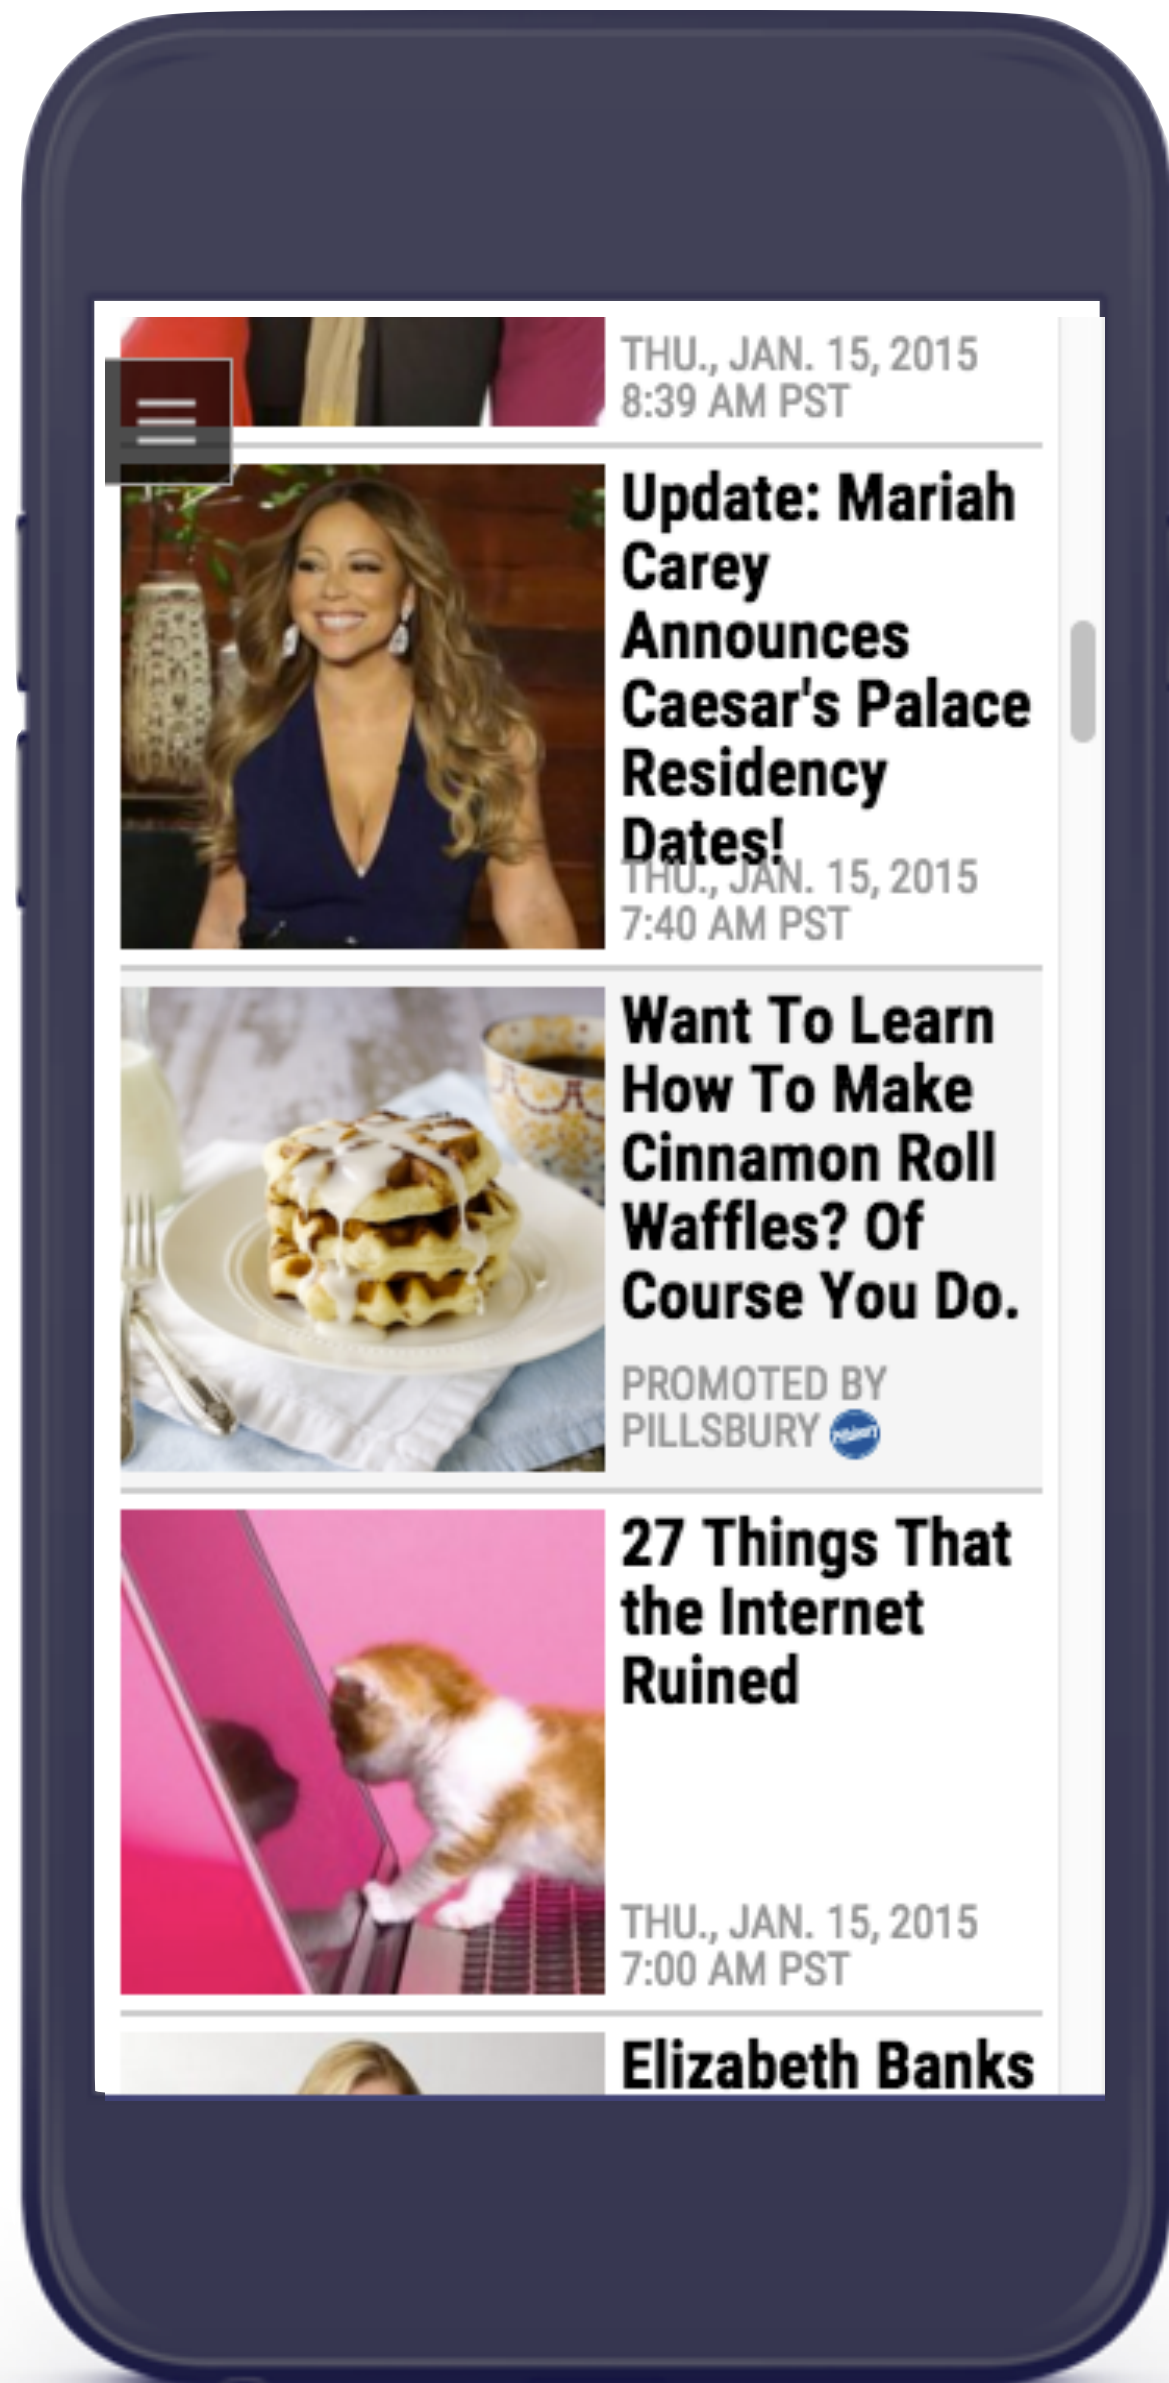 THU., JAN. 15, 2015
8:39 AM PST
Update: Mariah
Carey
Announces
Caesar's Palace
Residency
Dates!
THU., JAN. 15, 2015
7:40 AM PST
Want To Learn
How To Make
Cinnamon Roll
Waffles? Of
Course You Do.
PROMOTED BY
PILLSBURY
Pillsbury
27 Things That
the Internet
Ruined
THU., JAN. 15, 2015
7:00 AM PST
Elizabeth Banks